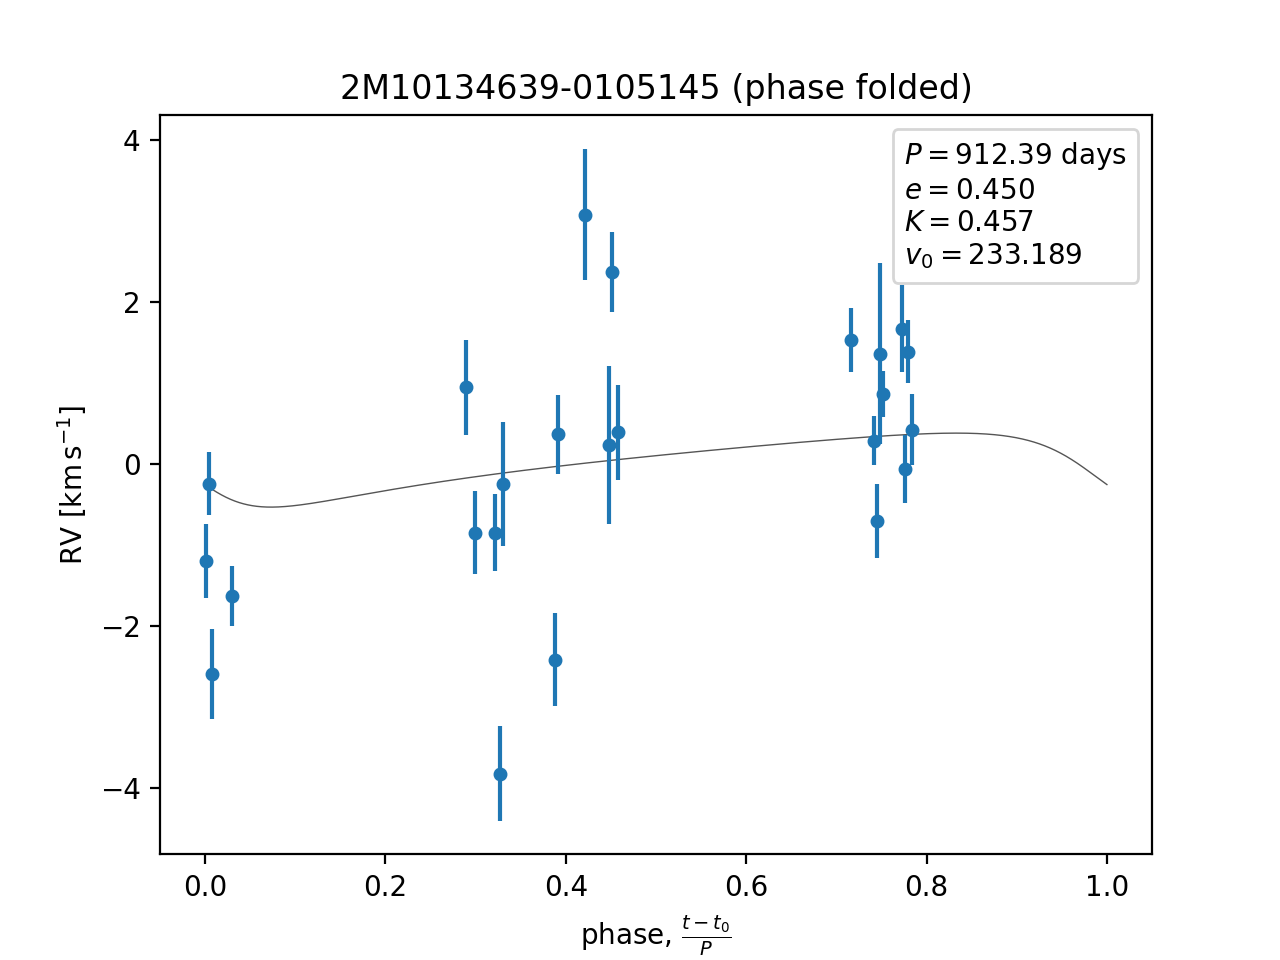 2M10134639-0105145 (phase folded)
P = 912.39 days
e = 0.450
K = 0.457
v₀ = 233.189
RV [km s⁻¹]
4
2
0
−2
−4
0.0 0.2 0.4 0.6 0.8 1.0
phase, (t − t₀)/P